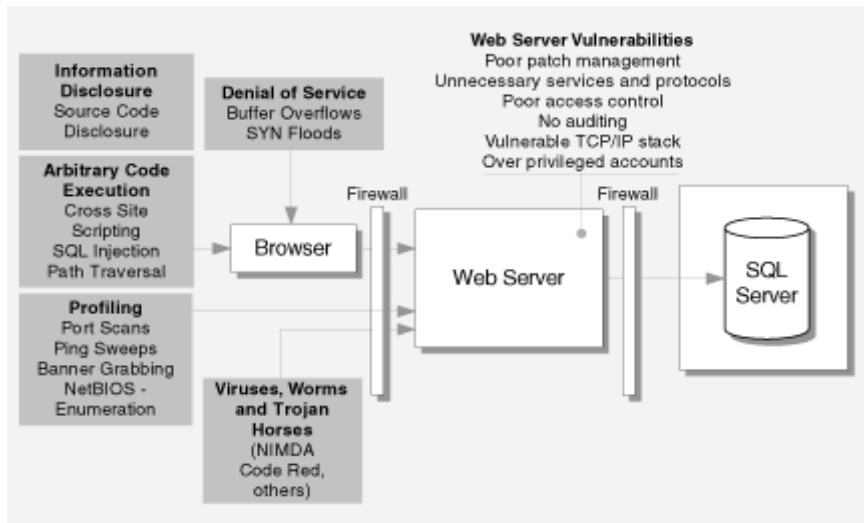 Information
Disclosure
Source Code
Disclosure
Denial of Service
Buffer Overflows
SYN Floods
Web Server Vulnerabilities
Poor patch management
Unnecessary services and protocols
Poor access control
No auditing
Vulnerable TCP/IP stack
Over privileged accounts
Arbitrary Code
Execution
Cross Site
Scripting
SQL Injection
Path Traversal
Browser
Firewall
Web Server
Firewall
SQL
Server
Profiling
Port Scans
Ping Sweeps
Banner Grabbing
NetBIOS -
Enumeration
Viruses, Worms
and Trojan
Horses
(NIMDA
Code Red,
others)